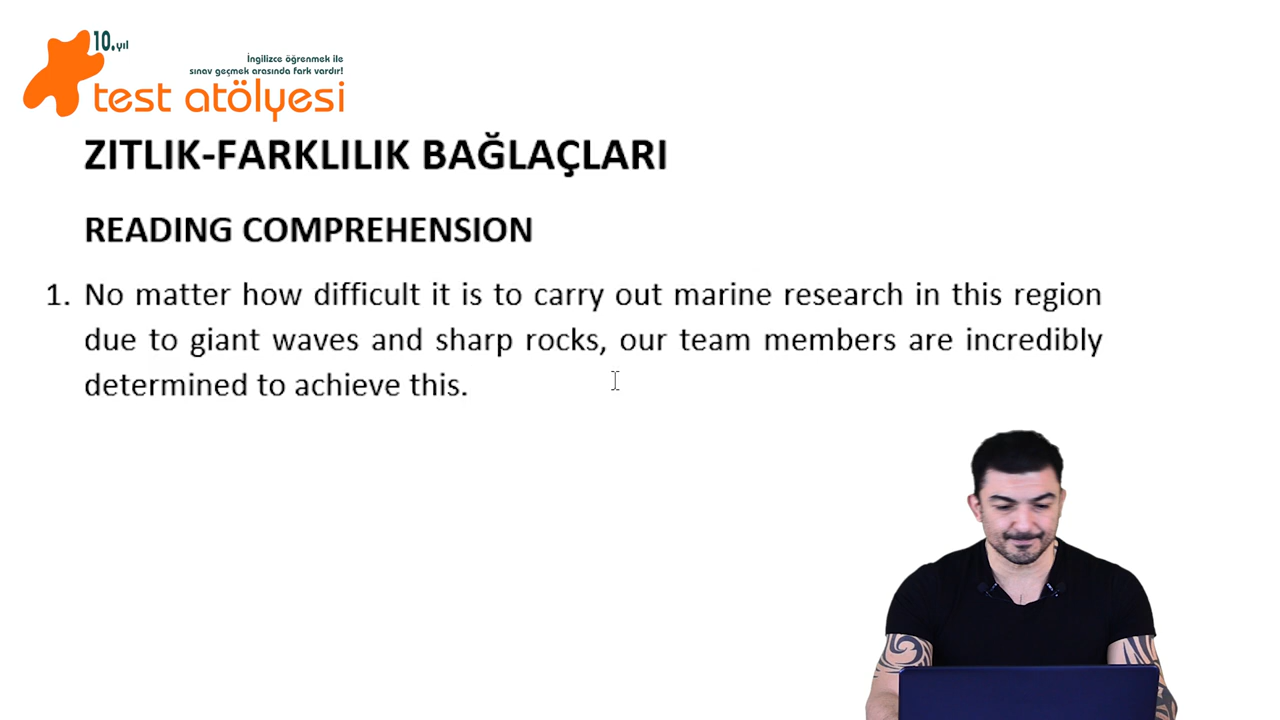 10.yıl
İngilizce öğrenmek ile
sınav geçmek arasında fark vardır!
test atölyesi
ZITLIK-FARKLILIK BAĞLAÇLARI
READING COMPREHENSION
1. No matter how difficult it is to carry out marine research in this region
due to giant waves and sharp rocks, our team members are incredibly
determined to achieve this.